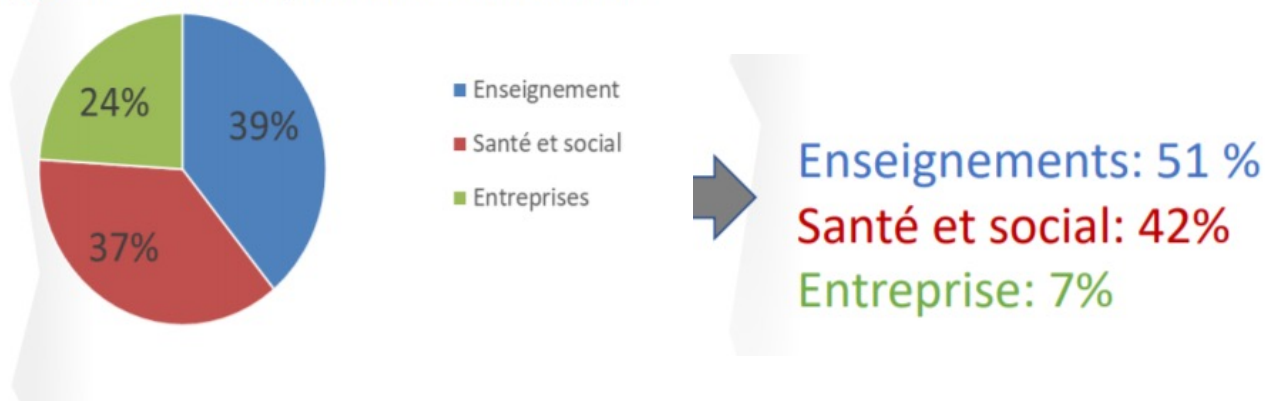 24%
39%
37%
Enseignement
Santé et social
Entreprises
Enseignements: 51 %
Santé et social: 42%
Entreprise: 7%